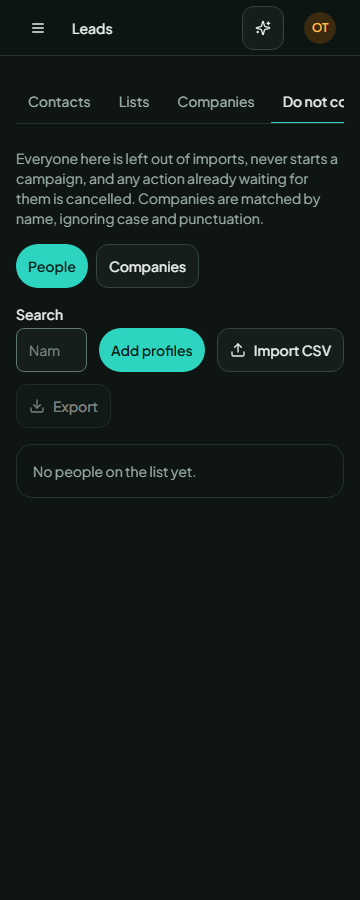 Leads
OT
Contacts
Lists
Companies
Do not co
Everyone here is left out of imports, never starts a
campaign, and any action already waiting for
them is cancelled. Companies are matched by
name, ignoring case and punctuation.
People
Companies
Search
Nam
Add profiles
Import CSV
Export
No people on the list yet.